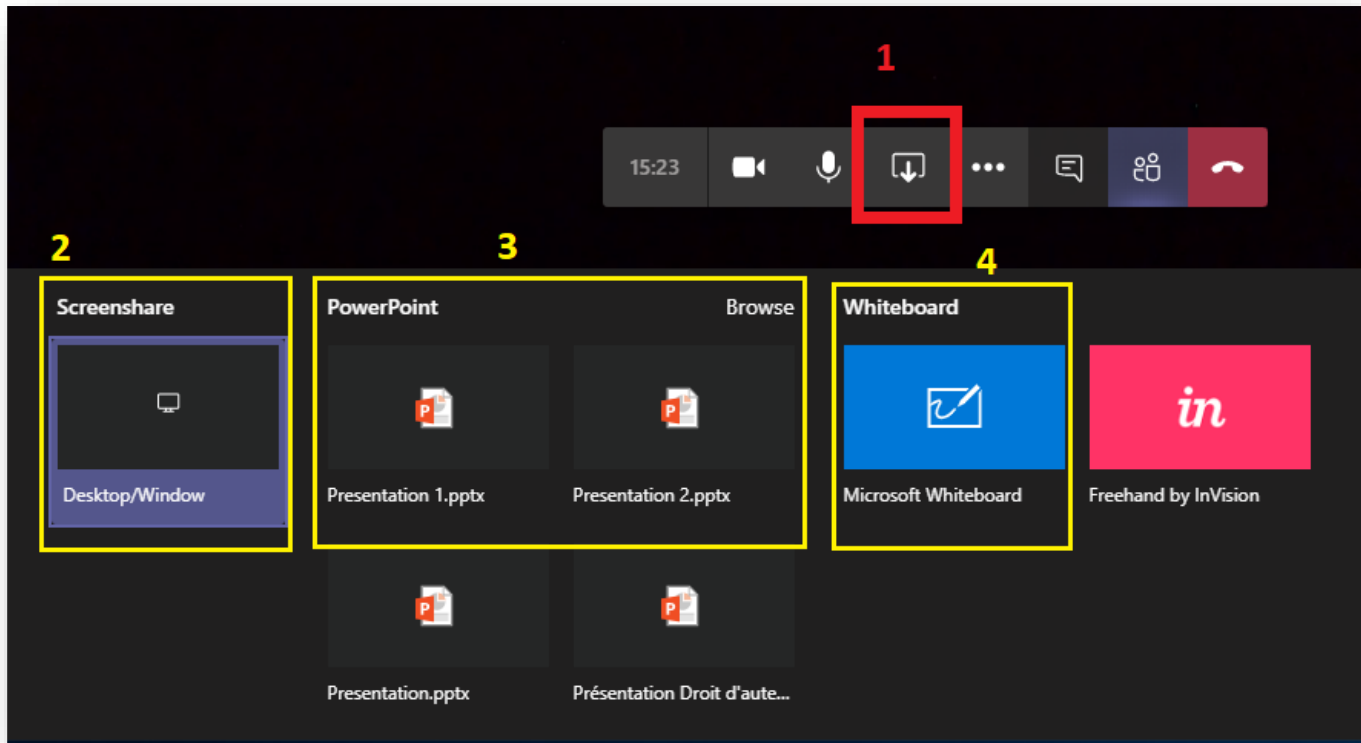 1
15:23
2
3
4
Screenshare
PowerPoint Browse
Whiteboard
in
Desktop/Window
Presentation 1.pptx
Presentation 2.pptx
Microsoft Whiteboard
Freehand by InVision
Presentation.pptx
Présentation Droit d'aute...